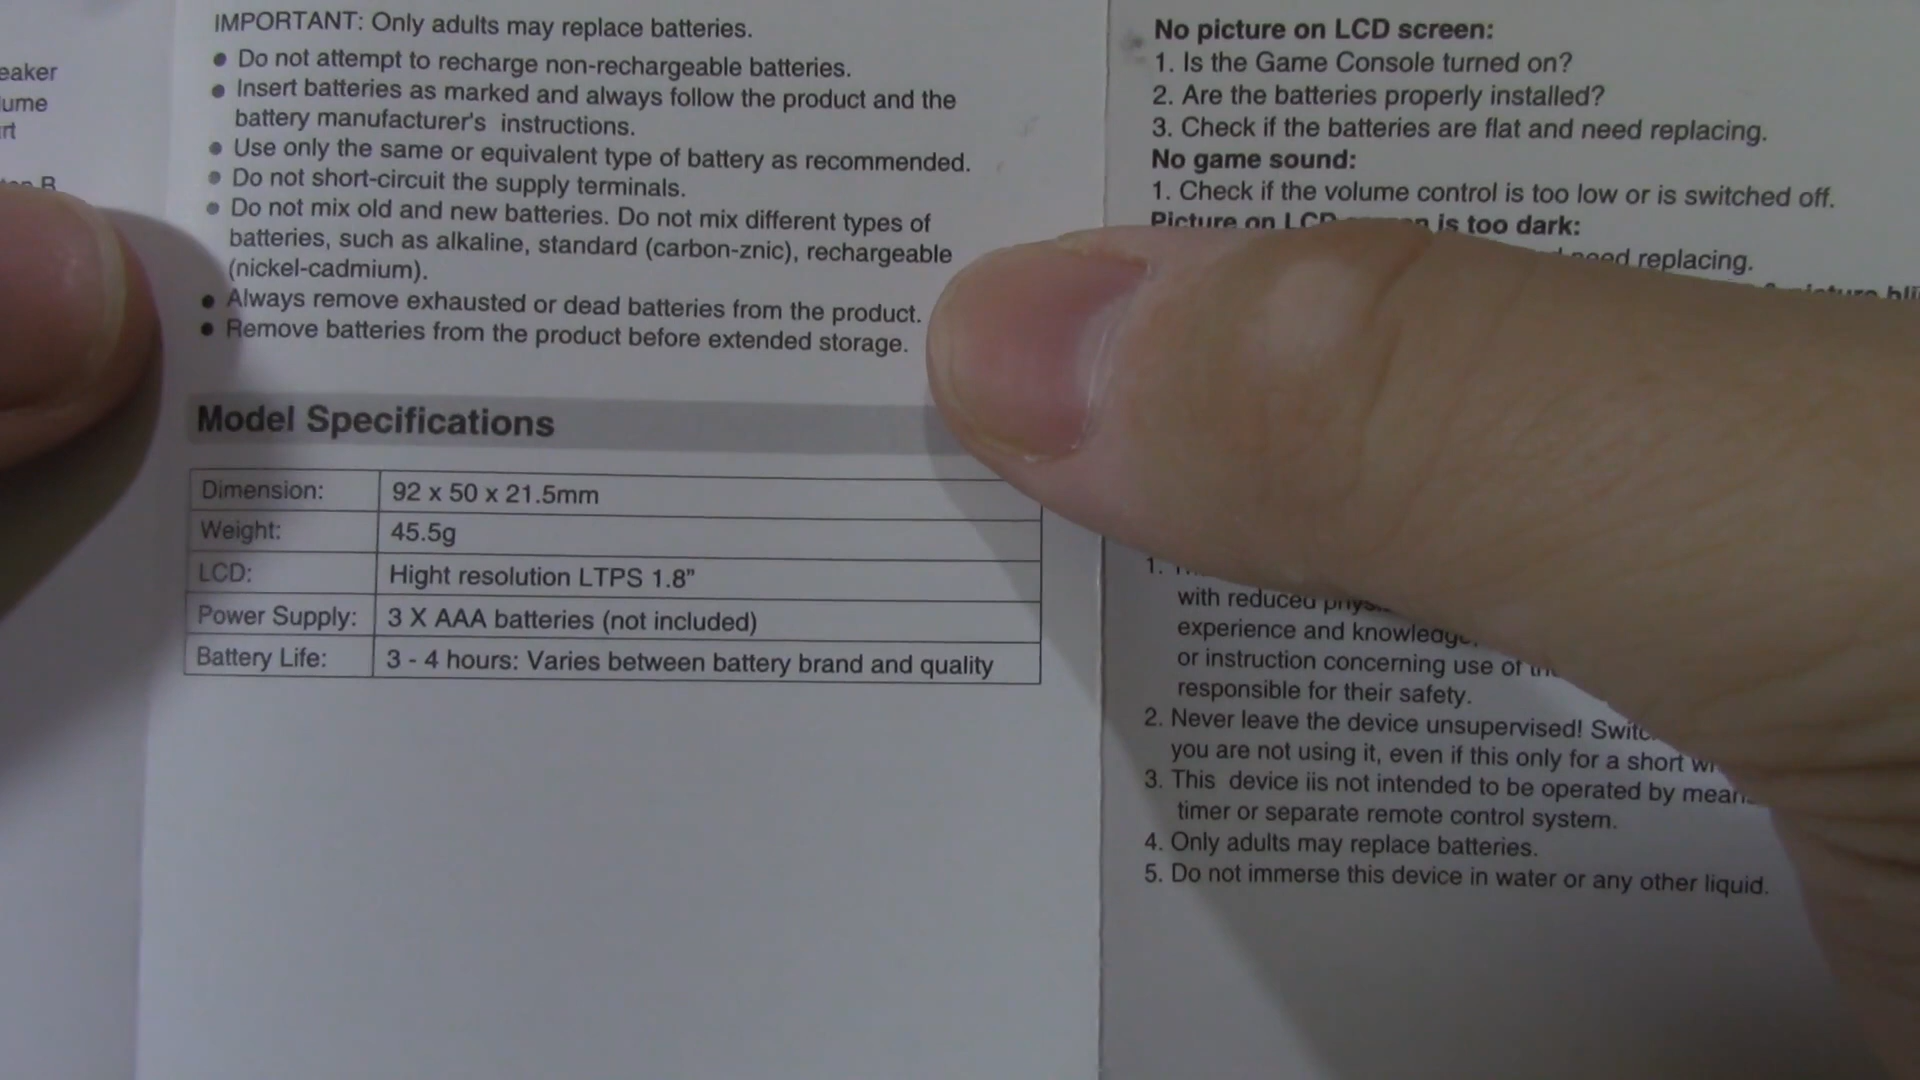 eaker
ume
rt
B
IMPORTANT: Only adults may replace batteries.
● Do not attempt to recharge non-rechargeable batteries.
● Insert batteries as marked and always follow the product and the
battery manufacturer's instructions.
● Use only the same or equivalent type of battery as recommended.
● Do not short-circuit the supply terminals.
● Do not mix old and new batteries. Do not mix different types of
batteries, such as alkaline, standard (carbon-znic), rechargeable
(nickel-cadmium).
● Always remove exhausted or dead batteries from the product.
● Remove batteries from the product before extended storage.
Model Specifications
Dimension: 92 x 50 x 21.5mm
Weight: 45.5g
LCD: Hight resolution LTPS 1.8”
Power Supply: 3 X AAA batteries (not included)
Battery Life: 3 - 4 hours: Varies between battery brand and quality
No picture on LCD screen:
1. Is the Game Console turned on?
2. Are the batteries properly installed?
3. Check if the batteries are flat and need replacing.
No game sound:
1. Check if the volume control is too low or is switched off.
Picture on LCD is too dark:
need replacing.
picture
1.
with reduced
experience and knowledge,
or instruction concerning use of
responsible for their safety.
2. Never leave the device unsupervised!
you are not using it, even if this only for a short
3. This device iis not intended to be operated by
timer or separate remote control system.
4. Only adults may replace batteries.
5. Do not immerse this device in water or any other liquid.